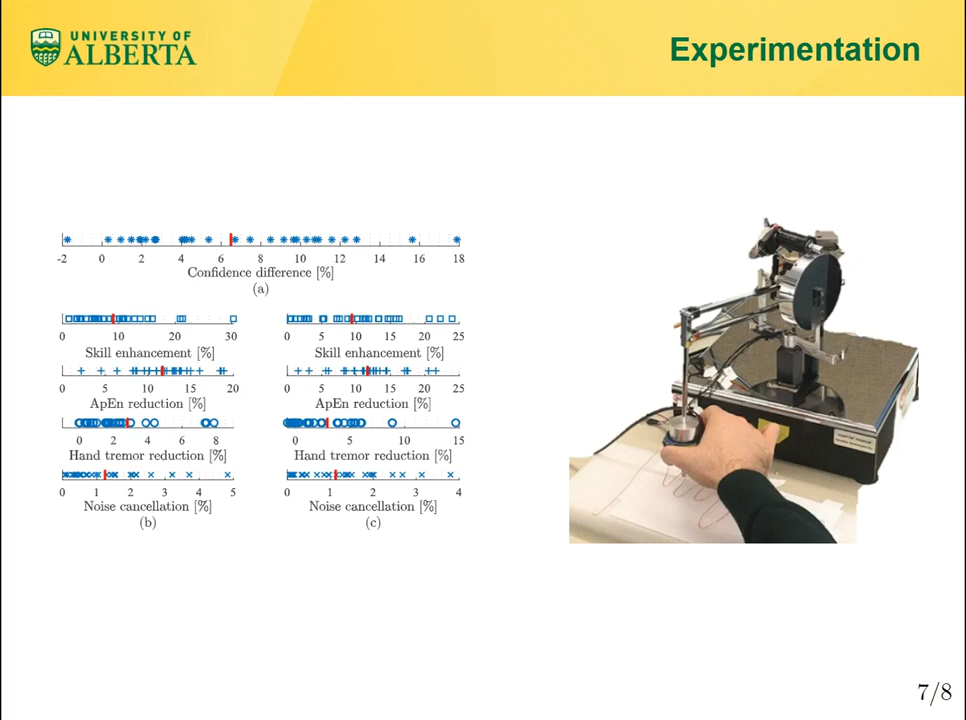 UNIVERSITY OF
ALBERTA
Experimentation
-2 0 2 4 6 8 10 12 14 16 18
Confidence difference [%]
(a)
0 10 20 30
Skill enhancement [%]
0 5 10 15 20
ApEn reduction [%]
0 2 4 6 8
Hand tremor reduction [%]
0 1 2 3 4 5
Noise cancellation [%]
(b)
0 5 10 15 20 25
Skill enhancement [%]
0 5 10 15 20 25
ApEn reduction [%]
0 5 10 15
Hand tremor reduction [%]
0 1 2 3 4
Noise cancellation [%]
(c)
7/8